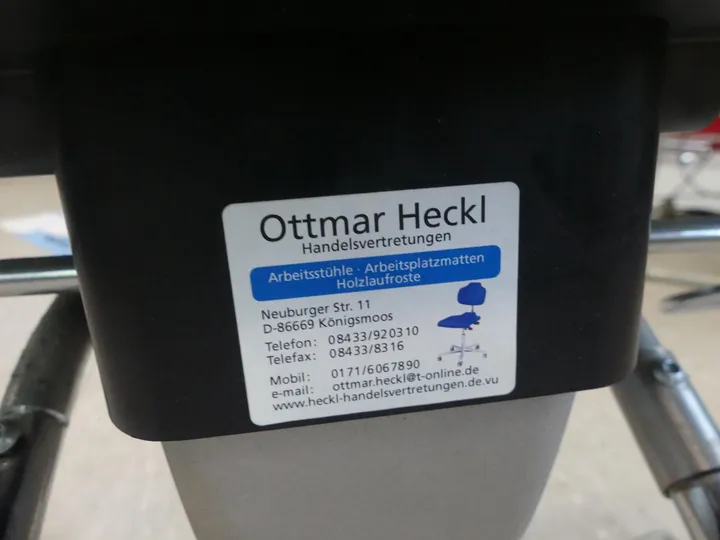 Ottmar Heckl
Handelsvertretungen
Arbeitsstühle · Arbeitsplatzmatten
Holzlaufroste
Neuburger Str. 11
D-86669 Königsmoos
Telefon: 08433/920310
Telefax: 08433/8316
Mobil: 0171/6067890
e-mail: ottmar.heckl@t-online.de
www.heckl-handelsvertretungen.de.vu